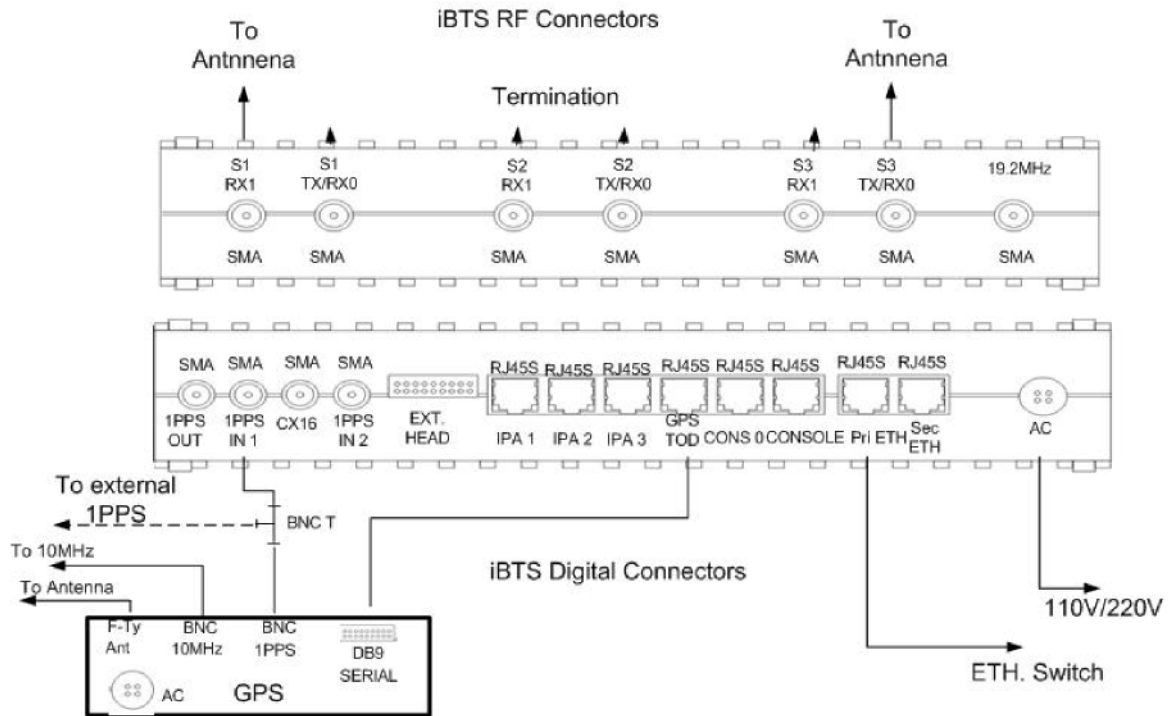 iBTS RF Connectors
To
Antnnena
To
Antnnena
Termination
S1
RX1
S1
TX/RX0
S2
RX1
S2
TX/RX0
S3
RX1
S3
TX/RX0
19.2MHz
SMA SMA SMA SMA SMA SMA SMA
SMA SMA SMA SMA
RJ45S RJ45S RJ45S RJ45S RJ45S RJ45S RJ45S RJ45S
1PPS
OUT
1PPS
IN 1
CX16
1PPS
IN 2
EXT.
HEAD
IPA 1
IPA 2
IPA 3
GPS
TOD
CONS 0
CONSOLE
Pri ETH
Sec
ETH
AC
To external
1PPS
BNC T
To 10MHz
To Antenna
iBTS Digital Connectors
110V/220V
ETH. Switch
F-Ty
Ant
BNC
10MHz
BNC
1PPS
DB9
SERIAL
AC
GPS